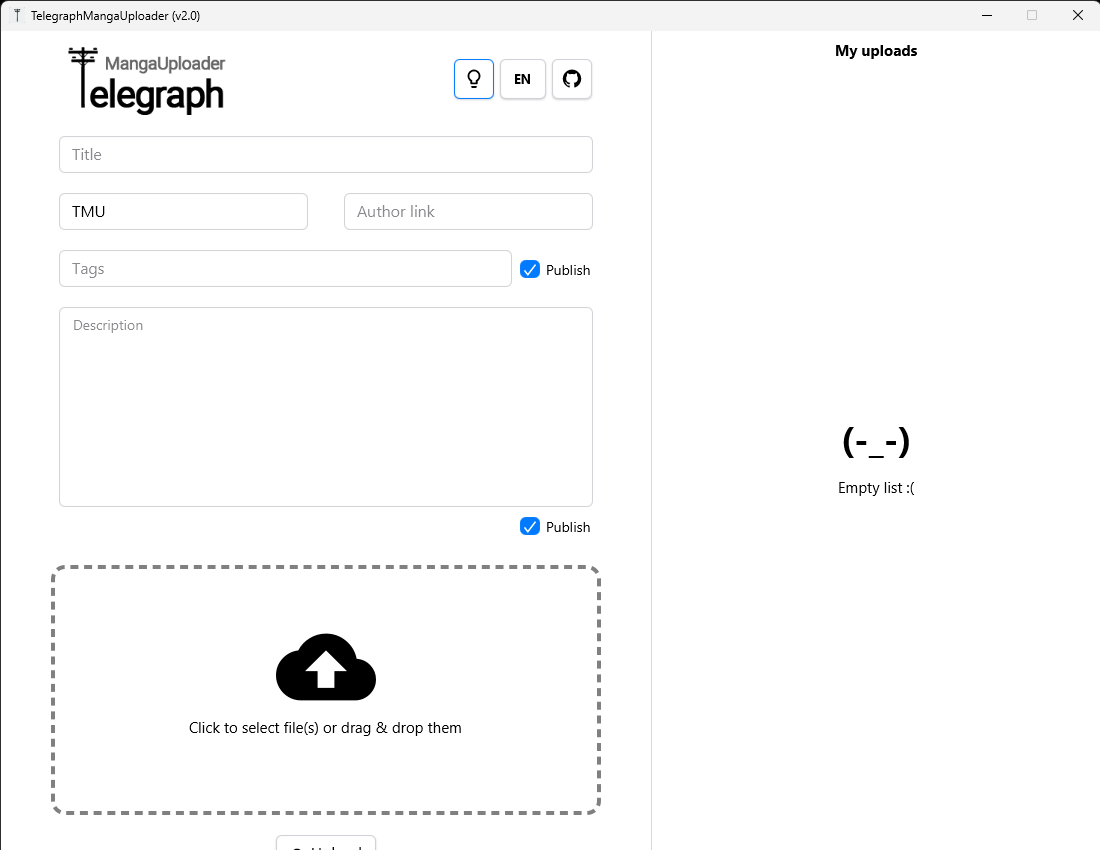 TelegraphMangaUploader (v2.0)
MangaUploader
Telegraph
EN
Title
TMU
Author link
Tags
Publish
Description
Publish
Click to select file(s) or drag & drop them
My uploads
(-_-)
Empty list :(